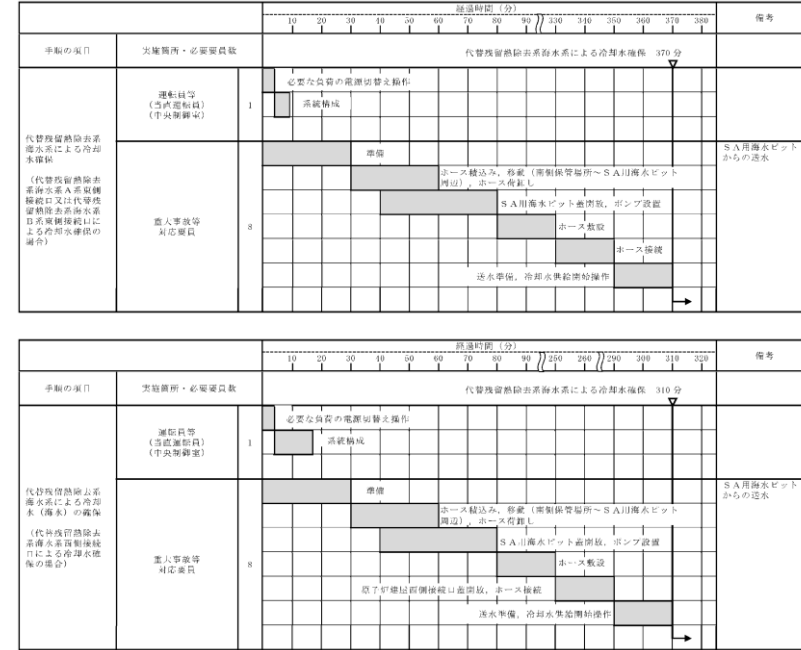 経過時間（分）
備考
10 20 30 40 50 60 70 80 90 330 340 350 360 370 380
手順の項目
実施箇所・必要要員数
代替残留熱除去系海水系による冷却水確保 370 分
代替残留熱除去系
海水系による冷却
水確保
（代替残留熱除去
系海水系Ａ系東側
接続口又は代替残
留熱除去系海水系
Ｂ系東側接続口に
よる冷却水確保の
場合）
運転員等
（当直運転員）
（中央制御室）
1
必要な負荷の電源切替え操作
系統構成
重大事故等
対応要員
8
準備
ホース積込み，移動（南側保管場所～ＳＡ用海水ピット
周辺），ホース荷卸し
ＳＡ用海水ピット蓋開放，ポンプ設置
ホース敷設
ホース接続
送水準備，冷却水供給開始操作
ＳＡ用海水ピット
からの送水
経過時間（分）
備考
10 20 30 40 50 60 70 80 90 250 260 290 300 310 320
手順の項目
実施箇所・必要要員数
代替残留熱除去系海水系による冷却水確保 310 分
代替残留熱除去系
海水系による冷却
水（海水）の確保
（代替残留熱除去
系海水系西側接続
口による冷却水確
保の場合）
運転員等
（当直運転員）
（中央制御室）
1
必要な負荷の電源切替え操作
系統構成
重大事故等
対応要員
8
準備
ホース積込み，移動（南側保管場所～ＳＡ用海水ピット
周辺），ホース荷卸し
ＳＡ用海水ピット蓋開放，ポンプ設置
ホース敷設
原子炉建屋西側接続口蓋開放，ホース接続
送水準備，冷却水供給開始操作
ＳＡ用海水ピット
からの送水